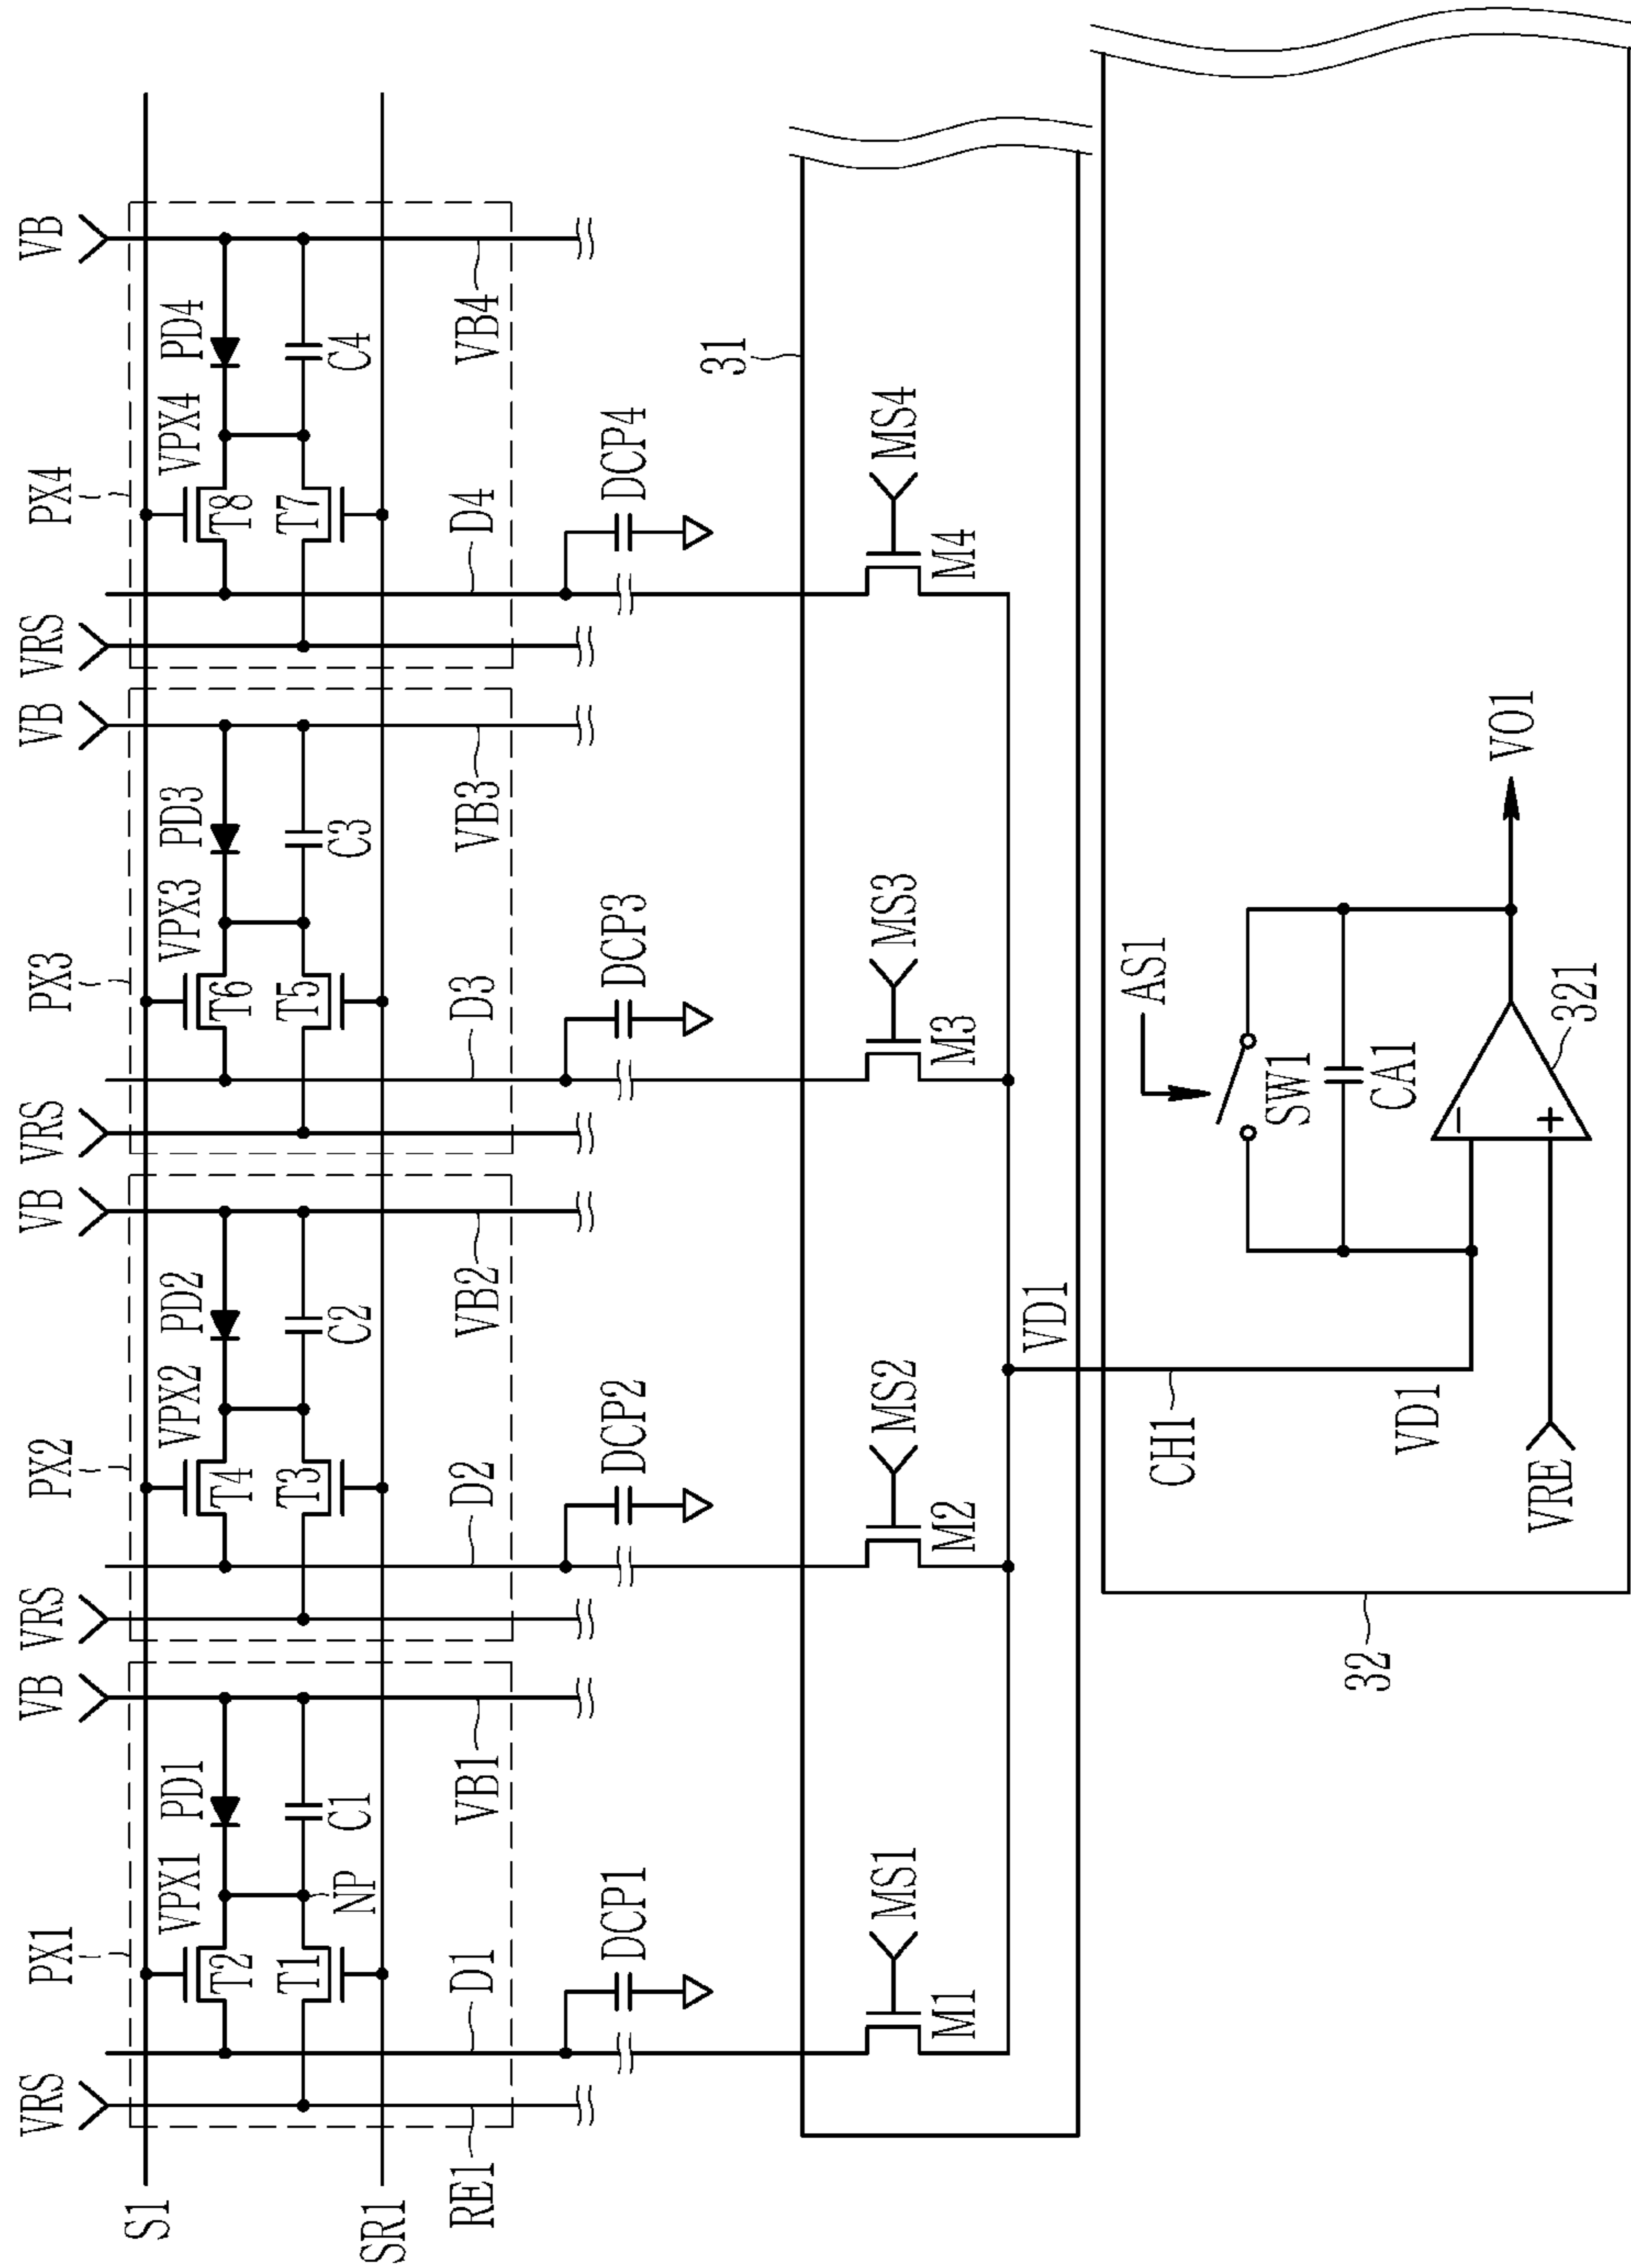 VRS
VB
VRS
VB
VRS
VB
VRS
VB
PX1
PX2
PX3
PX4
S1
VPX1
PD1
VPX2
PD2
VPX3
PD3
VPX4
PD4
T2
T4
T6
T8
T1
C1
T3
C2
T5
C3
T7
C4
NP
SR1
RE1
D1
VB1
D2
VB2
D3
VB3
D4
VB4
DCP1
DCP2
DCP3
DCP4
31
MS1
MS2
MS3
MS4
M1
M2
M3
M4
VD1
CH1
AS1
SW1
32
VD1
CA1
VO1
VRE
−
+
321